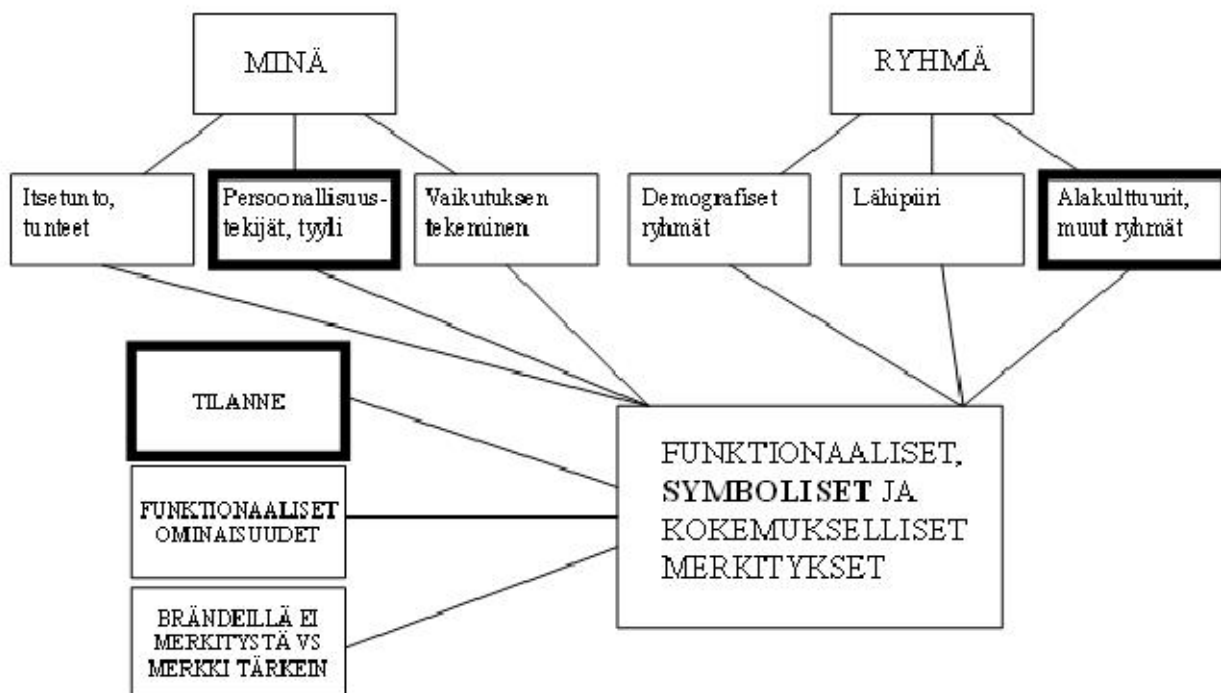 MINÄ
RYHMÄ
Itsetunto,
tunteet
Persoonallisuus-
tekijät, tyyli
Vaikutuksen
tekeminen
Demografiset
ryhmät
Lähipiiri
Alakulttuurit,
muut ryhmät
TILANNE
FUNKTIONAALISET
OMINAISUUDET
BRÄNDEILLÄ EI
MERKITYSTÄ VS
MERKKI TÄRKEIN
FUNKTIONAALISET,
SYMBOLISET JA
KOKEMUKSELLISET
MERKITYKSET